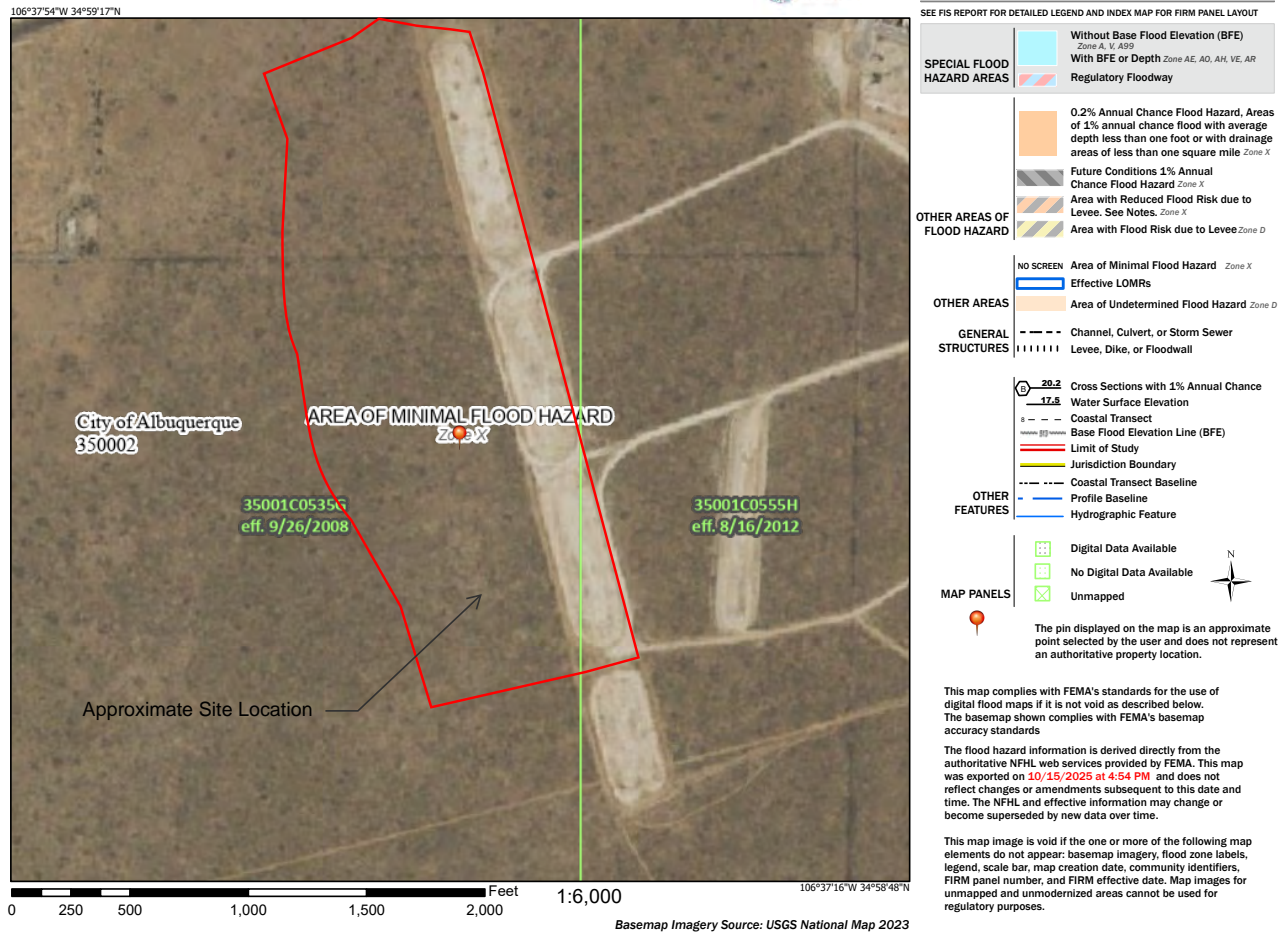 106°37'54"W 34°59'17"N
City of Albuquerque
350002
AREA OF MINIMAL FLOOD HAZARD
Zone X
35001C0535G
eff. 9/26/2008
35001C0555H
eff. 8/16/2012
Approximate Site Location
106°37'16"W 34°58'48"N
Feet
0 250 500 1,000 1,500 2,000
1:6,000
Basemap Imagery Source: USGS National Map 2023
SEE FIS REPORT FOR DETAILED LEGEND AND INDEX MAP FOR FIRM PANEL LAYOUT
SPECIAL FLOOD
HAZARD AREAS
Without Base Flood Elevation (BFE)
Zone A, V, A99
With BFE or Depth Zone AE, AO, AH, VE, AR
Regulatory Floodway
OTHER AREAS OF
FLOOD HAZARD
0.2% Annual Chance Flood Hazard, Areas
of 1% annual chance flood with average
depth less than one foot or with drainage
areas of less than one square mile Zone X
Future Conditions 1% Annual
Chance Flood Hazard Zone X
Area with Reduced Flood Risk due to
Levee. See Notes. Zone X
Area with Flood Risk due to Levee Zone D
OTHER AREAS
NO SCREEN Area of Minimal Flood Hazard Zone X
Effective LOMRs
Area of Undetermined Flood Hazard Zone D
GENERAL
STRUCTURES
Channel, Culvert, or Storm Sewer
Levee, Dike, or Floodwall
OTHER
FEATURES
B 20.2 Cross Sections with 1% Annual Chance
17.5 Water Surface Elevation
8 Coastal Transect
Base Flood Elevation Line (BFE)
Limit of Study
Jurisdiction Boundary
Coastal Transect Baseline
Profile Baseline
Hydrographic Feature
MAP PANELS
Digital Data Available
No Digital Data Available
Unmapped
N
The pin displayed on the map is an approximate
point selected by the user and does not represent
an authoritative property location.
This map complies with FEMA's standards for the use of
digital flood maps if it is not void as described below.
The basemap shown complies with FEMA's basemap
accuracy standards
The flood hazard information is derived directly from the
authoritative NFHL web services provided by FEMA. This map
was exported on 10/15/2025 at 4:54 PM and does not
reflect changes or amendments subsequent to this date and
time. The NFHL and effective information may change or
become superseded by new data over time.
This map image is void if the one or more of the following map
elements do not appear: basemap imagery, flood zone labels,
legend, scale bar, map creation date, community identifiers,
FIRM panel number, and FIRM effective date. Map images for
unmapped and unmodernized areas cannot be used for
regulatory purposes.